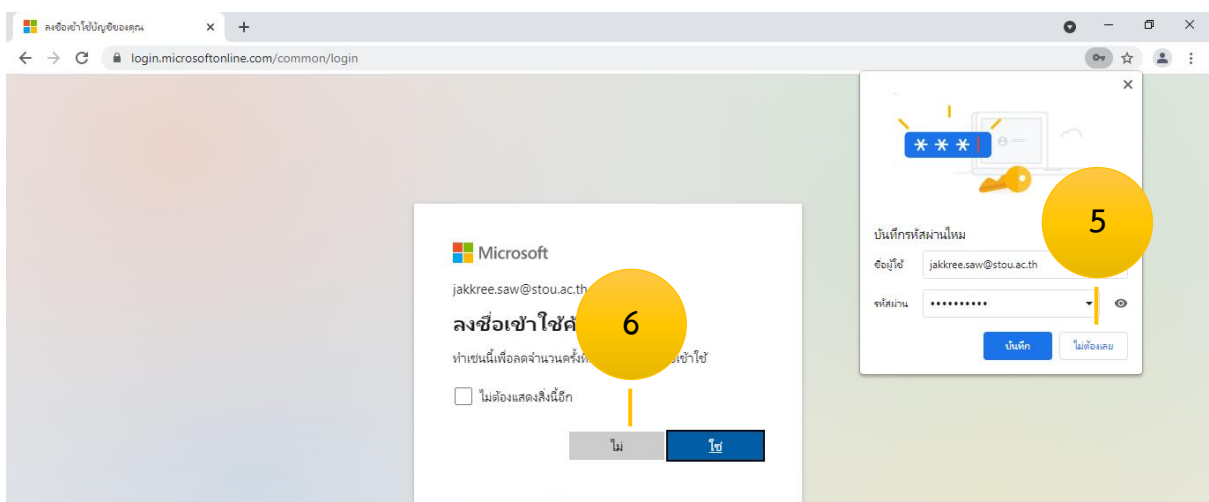 ลงชื่อเข้าใช้บัญชีของคุณ
login.microsoftonline.com/common/login
* * *
5
บันทึกรหัสผ่านไหม
ชื่อผู้ใช้ jakkree.saw@stou.ac.th
รหัสผ่าน ••••••••••
บันทึก ไม่ต้องเลย
Microsoft
jakkree.saw@stou.ac.th
6
ลงชื่อเข้าใช้
ทำเช่นนี้เพื่อลดจำนวนครั้ง เข้าใช้
ไม่ต้องแสดงสิ่งนี้อีก
ไม่ ใช่